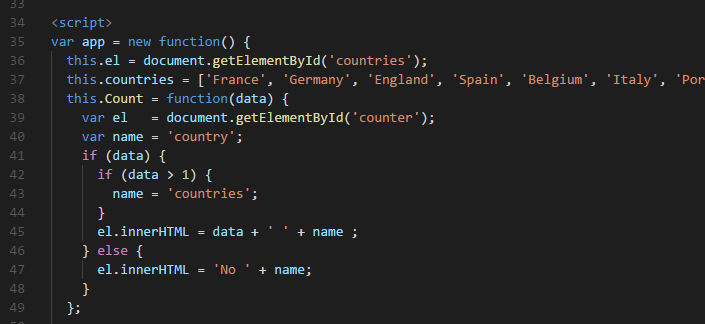 33
34 <script>
35 var app = new function() {
36 this.el = document.getElementById('countries');
37 this.countries = ['France', 'Germany', 'England', 'Spain', 'Belgium', 'Italy', 'Por
38 this.Count = function(data) {
39 var el   = document.getElementById('counter');
40 var name = 'country';
41 if (data) {
42 if (data > 1) {
43 name = 'countries';
44 }
45 el.innerHTML = data + ' ' + name ;
46 } else {
47 el.innerHTML = 'No ' + name;
48 }
49 };